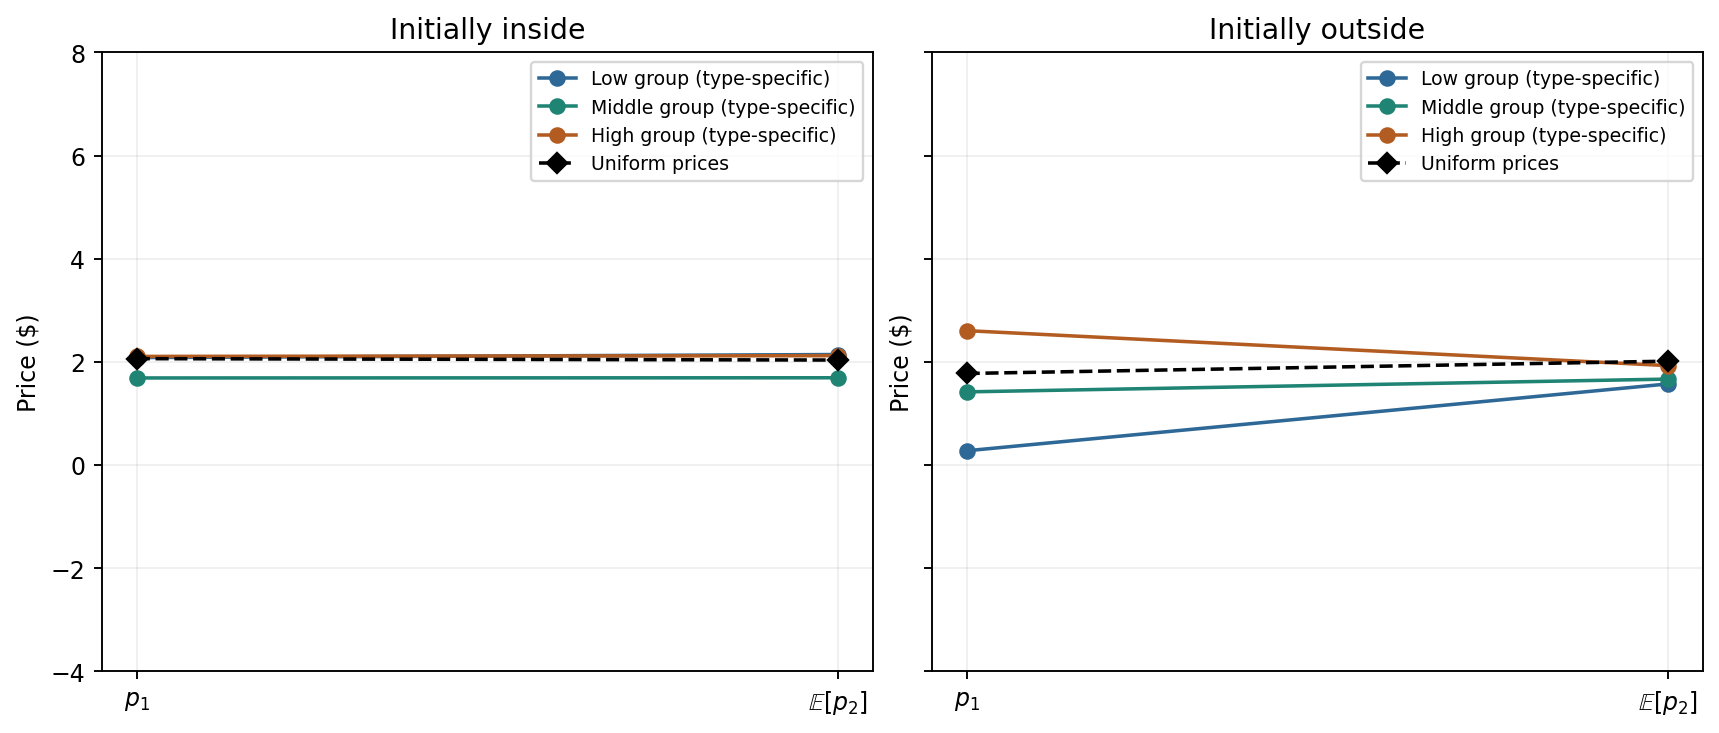 Initially inside
Price ($)
8
6
4
2
0
−2
−4
Low group (type-specific)
Middle group (type-specific)
High group (type-specific)
Uniform prices
p₁
𝔼[p₂]
Initially outside
Price ($)
Low group (type-specific)
Middle group (type-specific)
High group (type-specific)
Uniform prices
p₁
𝔼[p₂]